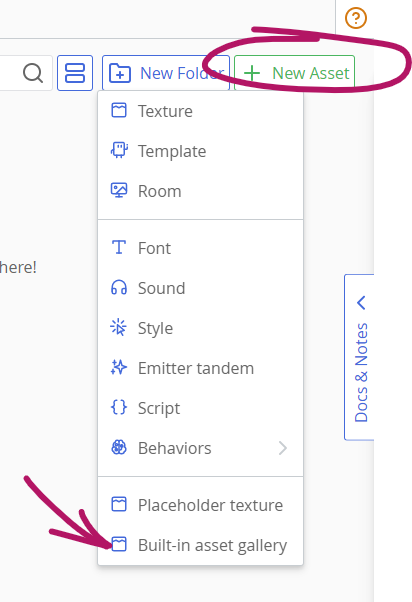 New Folder
New Asset
Texture
Template
Room
here!
Font
Sound
Style
Emitter tandem
Script
Behaviors
Placeholder texture
Built-in asset gallery
Docs & Notes